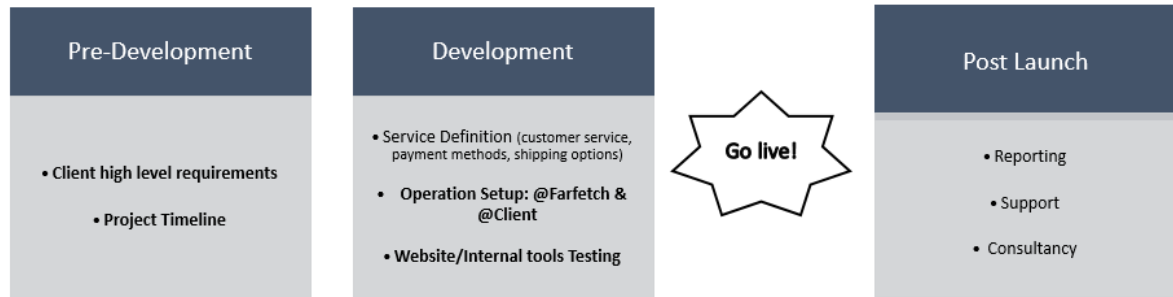 Pre-Development
• Client high level requirements
• Project Timeline
Development
• Service Definition (customer service,
payment methods, shipping options)
• Operation Setup: @Farfetch &
@Client
• Website/Internal tools Testing
Go live!
Post Launch
• Reporting
• Support
• Consultancy